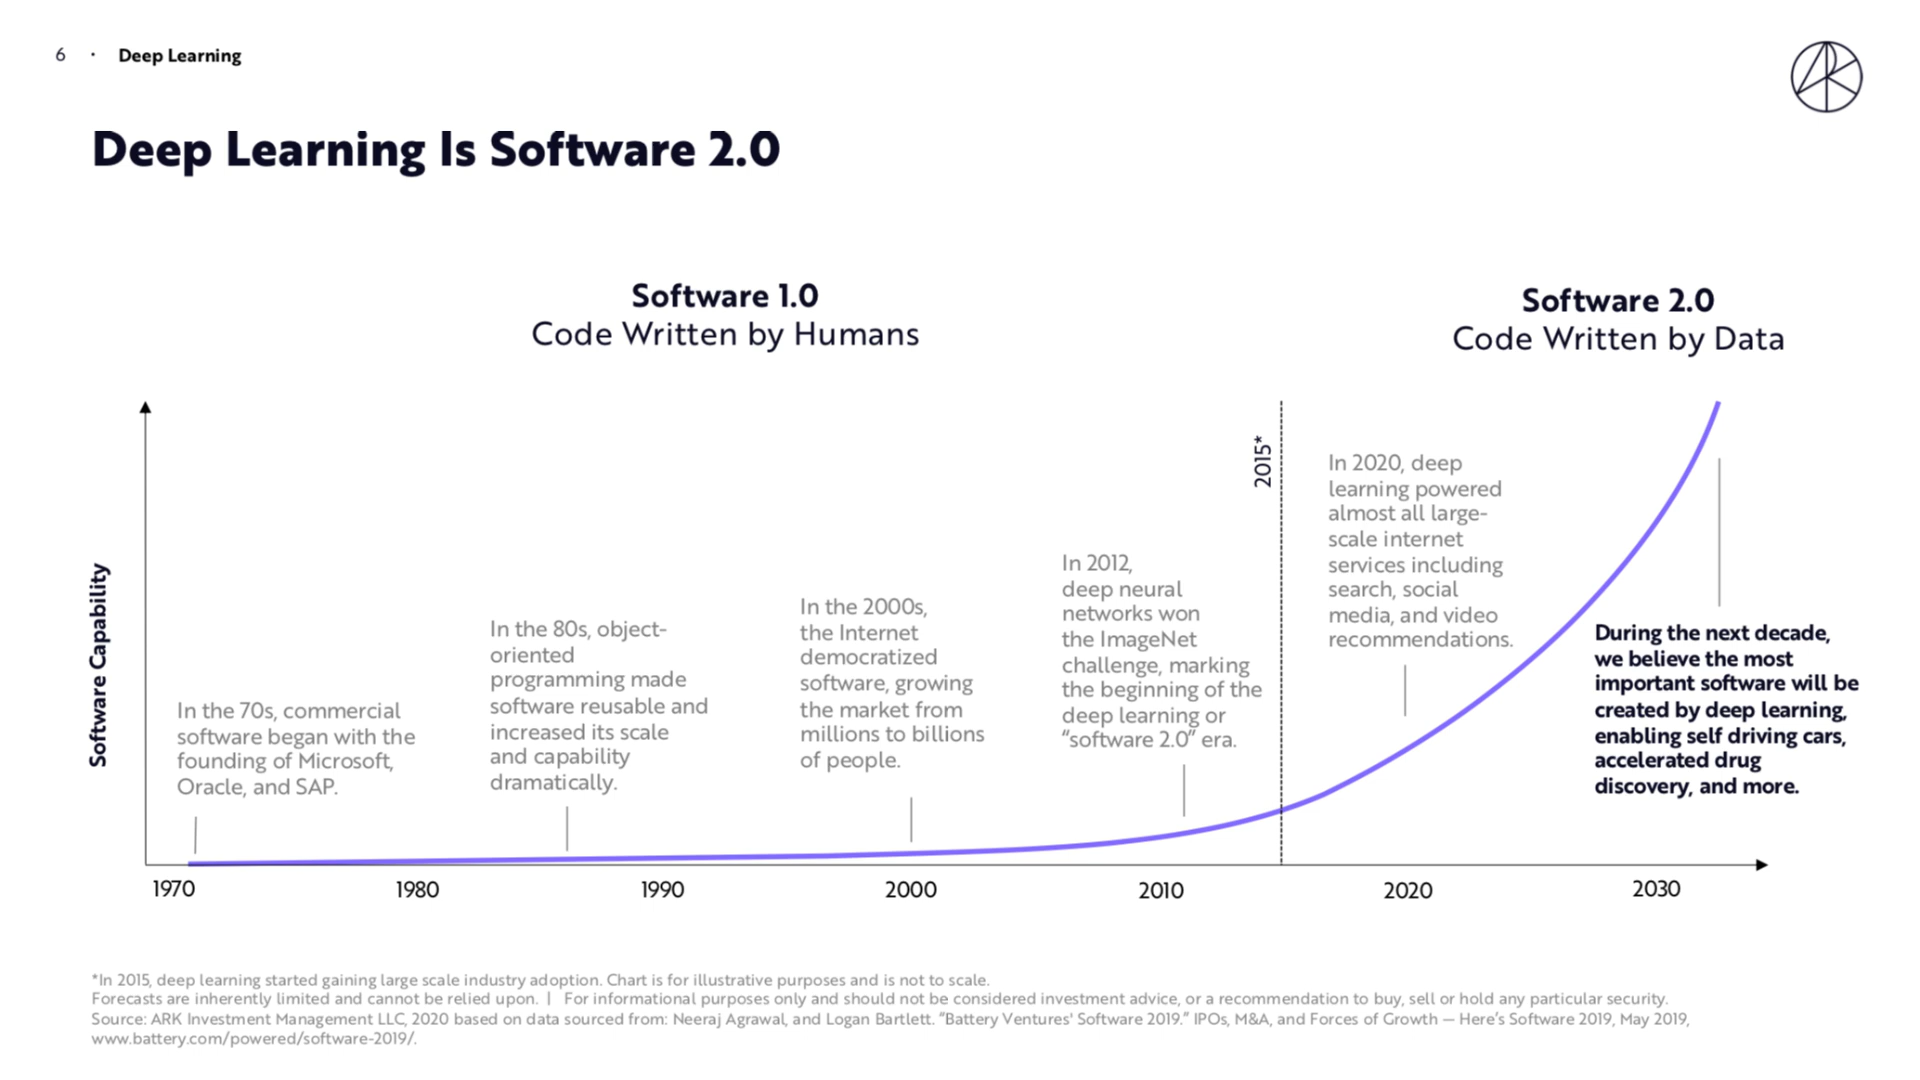 6 · Deep Learning
Deep Learning Is Software 2.0
Software 1.0
Code Written by Humans
Software 2.0
Code Written by Data
Software Capability
In the 70s, commercial
software began with the
founding of Microsoft,
Oracle, and SAP.
In the 80s, object-
oriented
programming made
software reusable and
increased its scale
and capability
dramatically.
In the 2000s,
the Internet
democratized
software, growing
the market from
millions to billions
of people.
In 2012,
deep neural
networks won
the ImageNet
challenge, marking
the beginning of the
deep learning or
“software 2.0” era.
2015*
In 2020, deep
learning powered
almost all large-
scale internet
services including
search, social
media, and video
recommendations.
During the next decade,
we believe the most
important software will be
created by deep learning,
enabling self driving cars,
accelerated drug
discovery, and more.
1970 1980 1990 2000 2010 2020 2030
*In 2015, deep learning started gaining large scale industry adoption. Chart is for illustrative purposes and is not to scale.
Forecasts are inherently limited and cannot be relied upon. | For informational purposes only and should not be considered investment advice, or a recommendation to buy, sell or hold any particular security.
Source: ARK Investment Management LLC, 2020 based on data sourced from: Neeraj Agrawal, and Logan Bartlett. “Battery Ventures' Software 2019.” IPOs, M&A, and Forces of Growth — Here’s Software 2019, May 2019,
www.battery.com/powered/software-2019/.